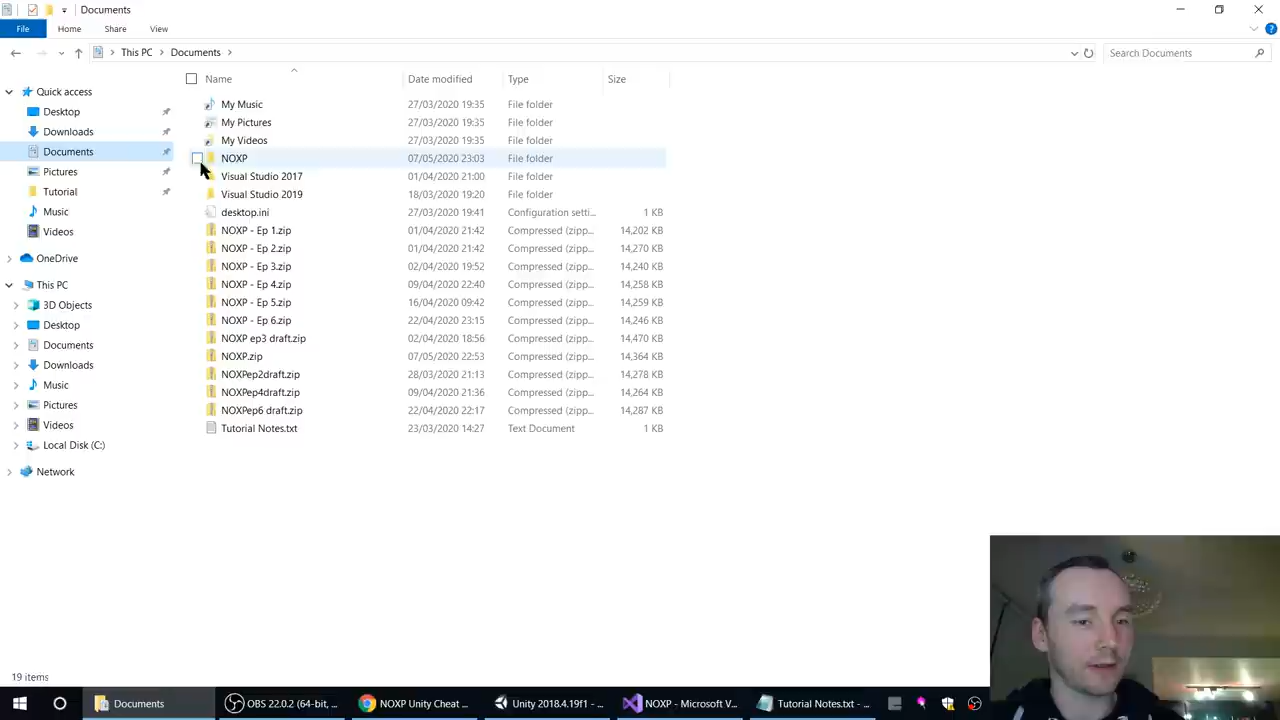 Documents
File Home Share View
This PC Documents Search Documents
Name Date modified Type Size
Quick access
Desktop
Downloads
Documents
Pictures
Tutorial
Music
Videos
OneDrive
This PC
3D Objects
Desktop
Documents
Downloads
Music
Pictures
Videos
Local Disk (C:)
Network
My Music 27/03/2020 19:35 File folder
My Pictures 27/03/2020 19:35 File folder
My Videos 27/03/2020 19:35 File folder
NOXP 07/05/2020 23:03 File folder
Visual Studio 2017 01/04/2020 21:00 File folder
Visual Studio 2019 18/03/2020 19:20 File folder
desktop.ini 27/03/2020 19:41 Configuration setti... 1 KB
NOXP - Ep 1.zip 01/04/2020 21:42 Compressed (zipp... 14,202 KB
NOXP - Ep 2.zip 01/04/2020 21:42 Compressed (zipp... 14,270 KB
NOXP - Ep 3.zip 02/04/2020 19:52 Compressed (zipp... 14,240 KB
NOXP - Ep 4.zip 09/04/2020 22:40 Compressed (zipp... 14,258 KB
NOXP - Ep 5.zip 16/04/2020 09:42 Compressed (zipp... 14,259 KB
NOXP - Ep 6.zip 22/04/2020 23:15 Compressed (zipp... 14,246 KB
NOXP ep3 draft.zip 02/04/2020 18:56 Compressed (zipp... 14,470 KB
NOXP.zip 07/05/2020 22:53 Compressed (zipp... 14,364 KB
NOXPep2draft.zip 28/03/2020 21:13 Compressed (zipp... 14,278 KB
NOXPep4draft.zip 09/04/2020 21:36 Compressed (zipp... 14,264 KB
NOXPep6 draft.zip 22/04/2020 22:17 Compressed (zipp... 14,287 KB
Tutorial Notes.txt 23/03/2020 14:27 Text Document 1 KB
19 items
Documents OBS 22.0.2 (64-bit, ... NOXP Unity Cheat ... Unity 2018.4.19f1 - ... NOXP - Microsoft V... Tutorial Notes.txt - ...